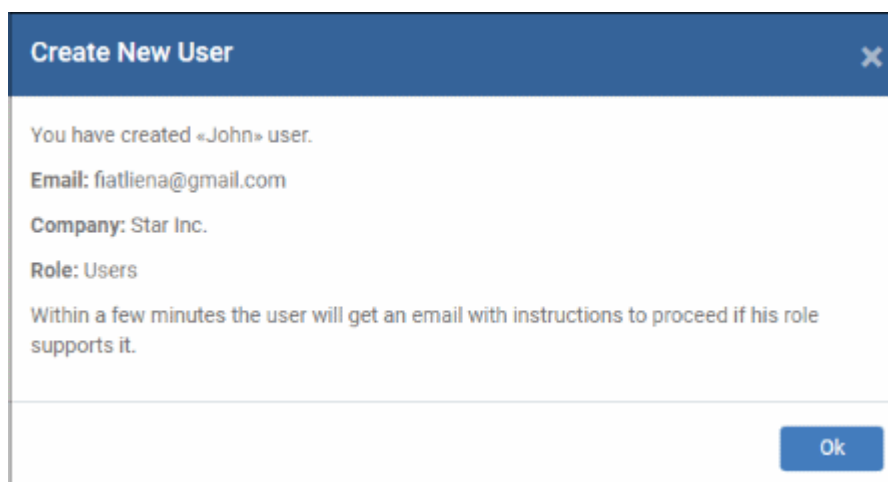 Create New User
You have created «John» user.
Email: fiatliena@gmail.com
Company: Star Inc.
Role: Users
Within a few minutes the user will get an email with instructions to proceed if his role
supports it.
Ok